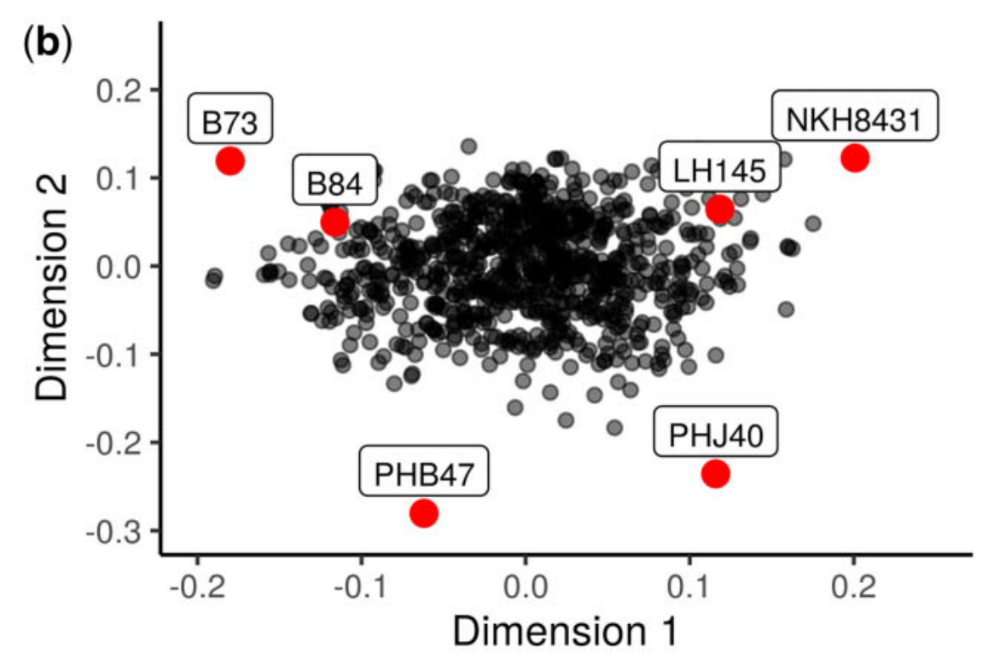 (b)
Dimension 2
0.2
0.1
0.0
-0.1
-0.2
-0.3
B73
B84
NKH8431
LH145
PHJ40
PHB47
-0.2
-0.1
0.0
0.1
0.2
Dimension 1